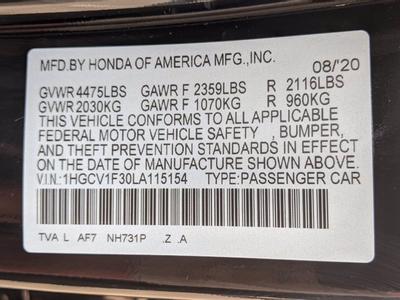 MFD.BY HONDA OF AMERICA MFG.,INC. 08/'20
GVWR 4475LBS GAWR F 2359LBS R 2116LBS
GVWR 2030KG GAWR F 1070KG R 960KG
THIS VEHICLE CONFORMS TO ALL APPLICABLE
FEDERAL MOTOR VEHICLE SAFETY , BUMPER,
AND THEFT PREVENTION STANDARDS IN EFFECT
ON THE DATE OF MANUFACTURE SHOWN ABOVE.
V.I.N:1HGCV1F30LA115154 TYPE:PASSENGER CAR
TVA L AF7 NH731P .Z .A